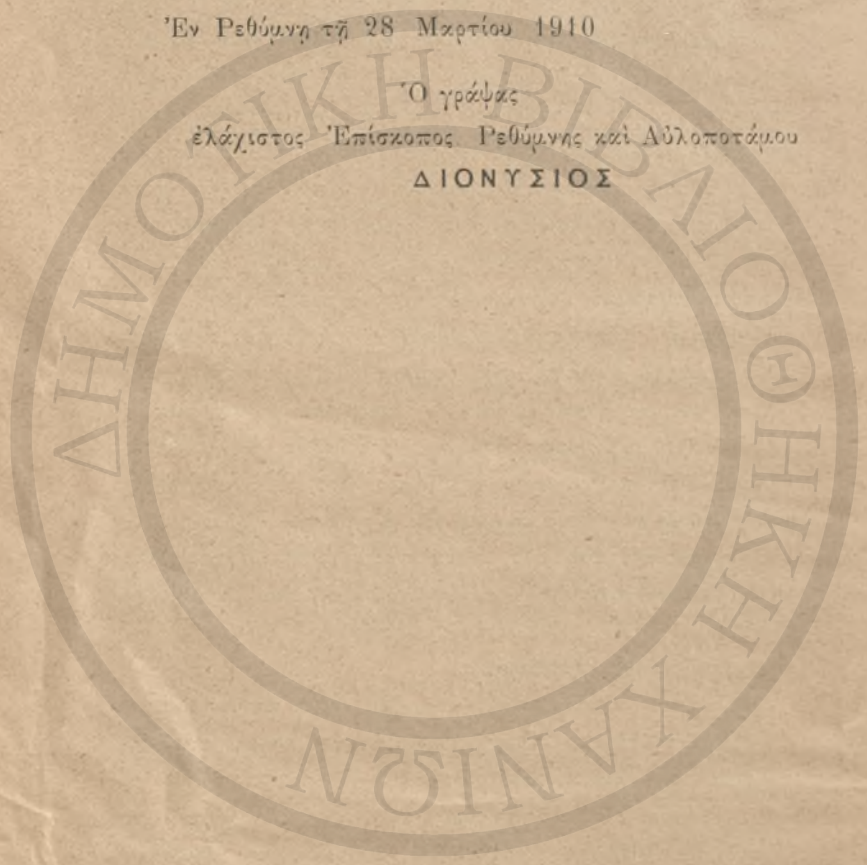 Ἐν Ρεθύμνῃ τῇ 28 Μαρτίου 1910
Ὁ γράψας
ἐλάχιστος Ἐπίσκοπος Ρεθύμνης καὶ Αὐλοποτάμου
ΔΙΟΝΥΣΙΟΣ
ΔΗΜΟΤΙΚΗ ΒΙΒΛΙΟΘΗΚΗ ΧΑΝΙΩΝ